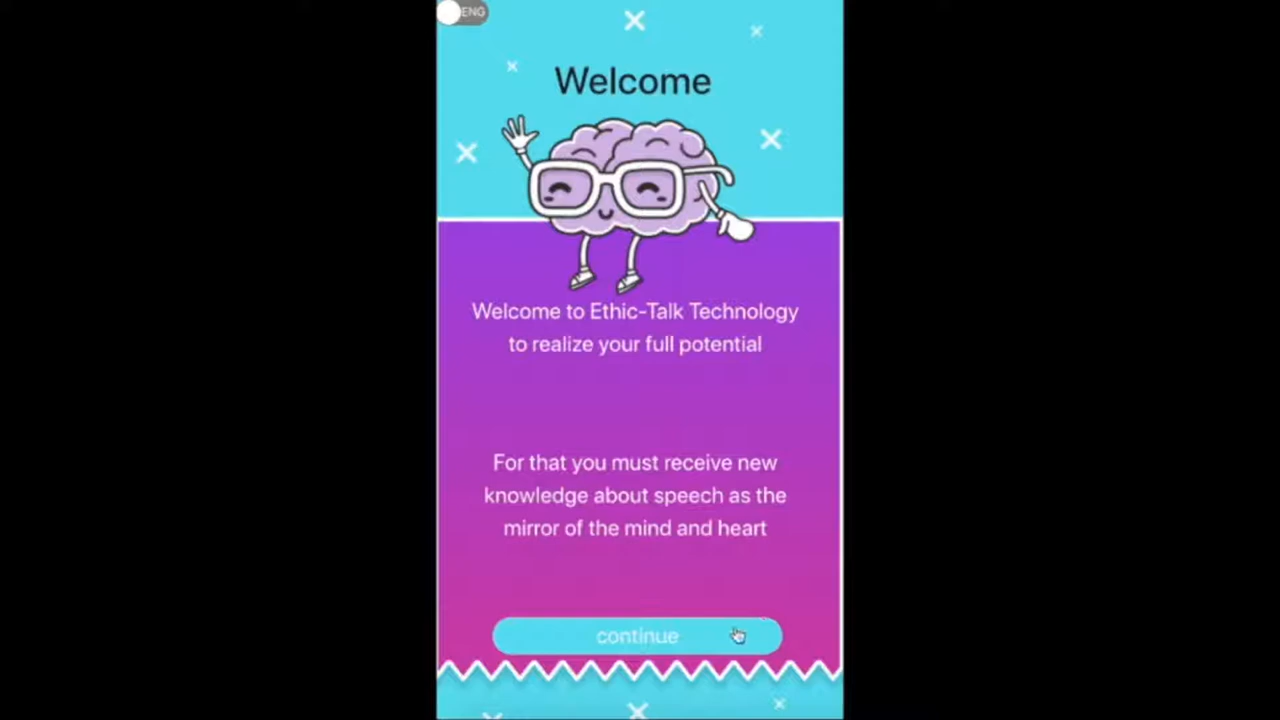 ENG
Welcome
Welcome to Ethic-Talk Technology
to realize your full potential
For that you must receive new
knowledge about speech as the
mirror of the mind and heart
continue